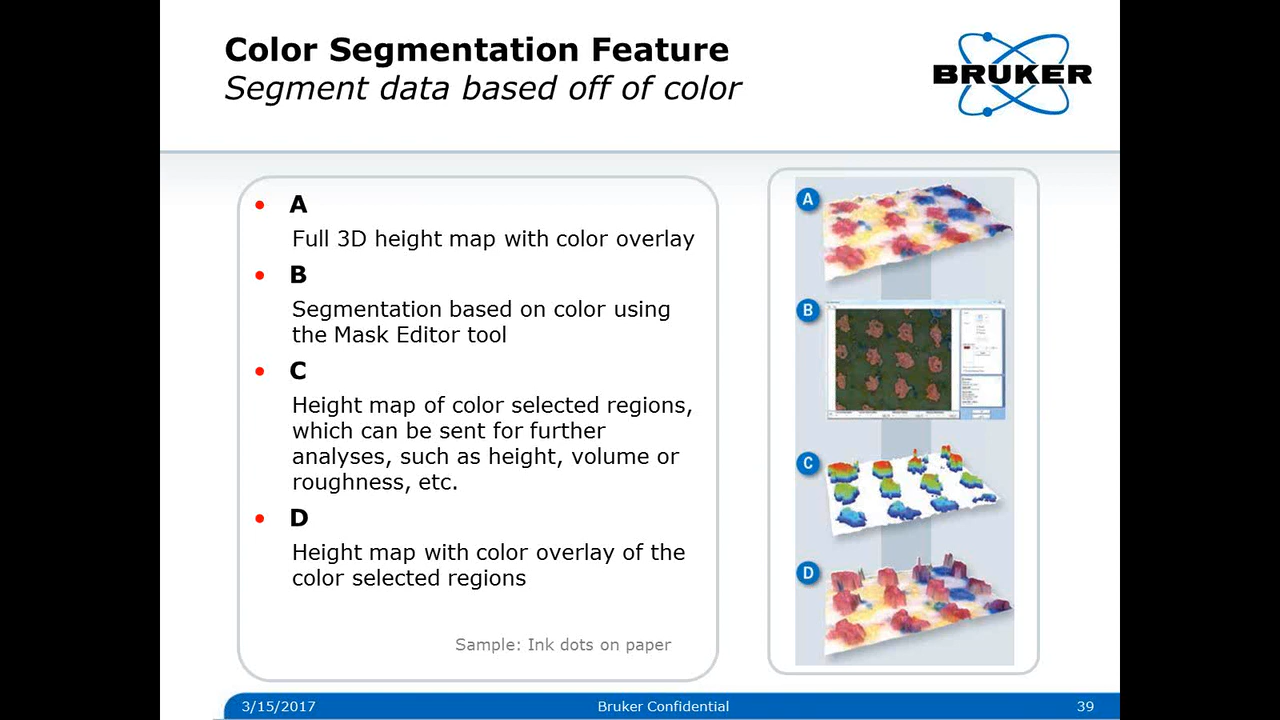 Color Segmentation Feature
Segment data based off of color
BRUKER
• A
Full 3D height map with color overlay
• B
Segmentation based on color using
the Mask Editor tool
• C
Height map of color selected regions,
which can be sent for further
analyses, such as height, volume or
roughness, etc.
• D
Height map with color overlay of the
color selected regions
Sample: Ink dots on paper
A
B
C
D
3/15/2017
Bruker Confidential
39